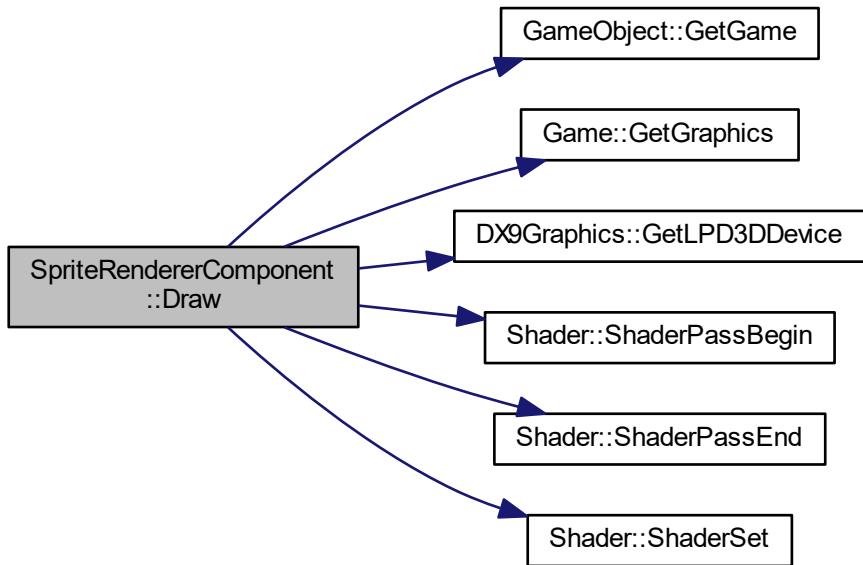 GameObject::GetGame
Game::GetGraphics
DX9Graphics::GetLPD3DDevice
SpriteRendererComponent
::Draw
Shader::ShaderPassBegin
Shader::ShaderPassEnd
Shader::ShaderSet